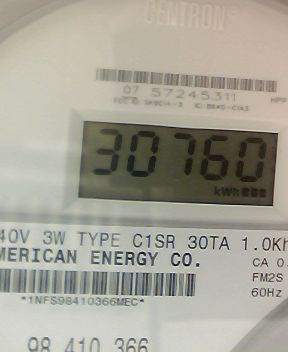 CENTRON®
07 57245311
30760
kWh
40V 3W TYPE C1SR 30TA 1.0Kh
MERICAN ENERGY CO.
CA 0.
FM2S
60Hz
*1NFS98410366MEC*
98 410 366